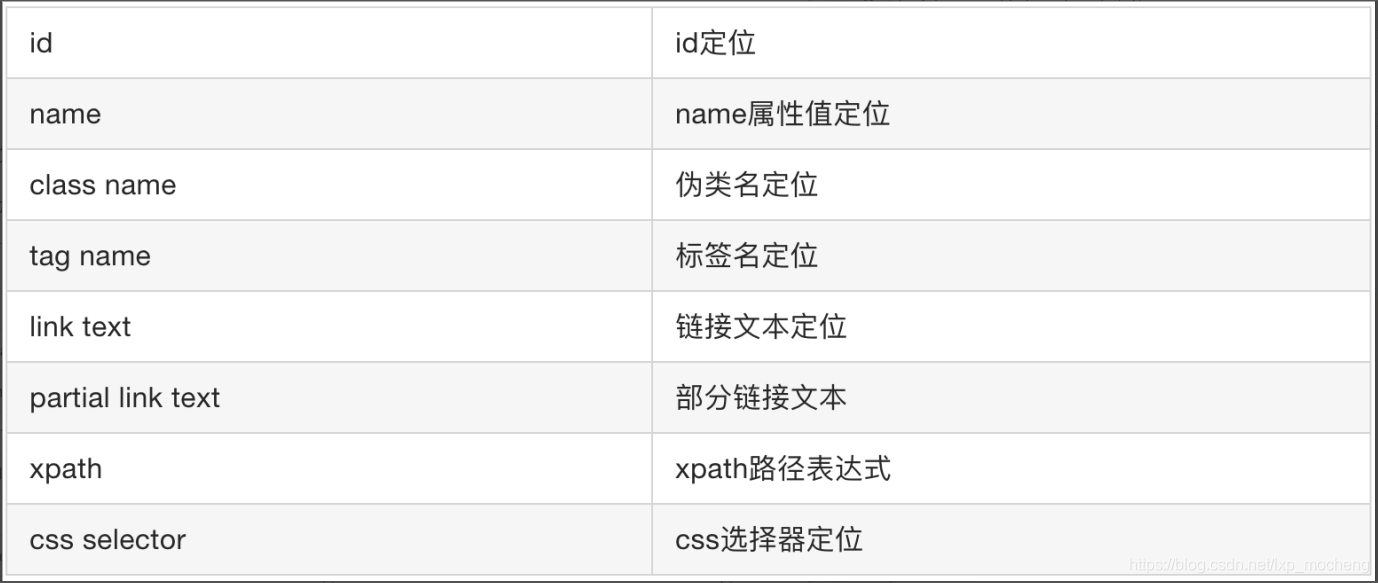 id id定位
name name属性值定位
class name 伪类名定位
tag name 标签名定位
link text 链接文本定位
partial link text 部分链接文本
xpath xpath路径表达式
css selector css选择器定位
https://blog.csdn.net/lxp_mocheng